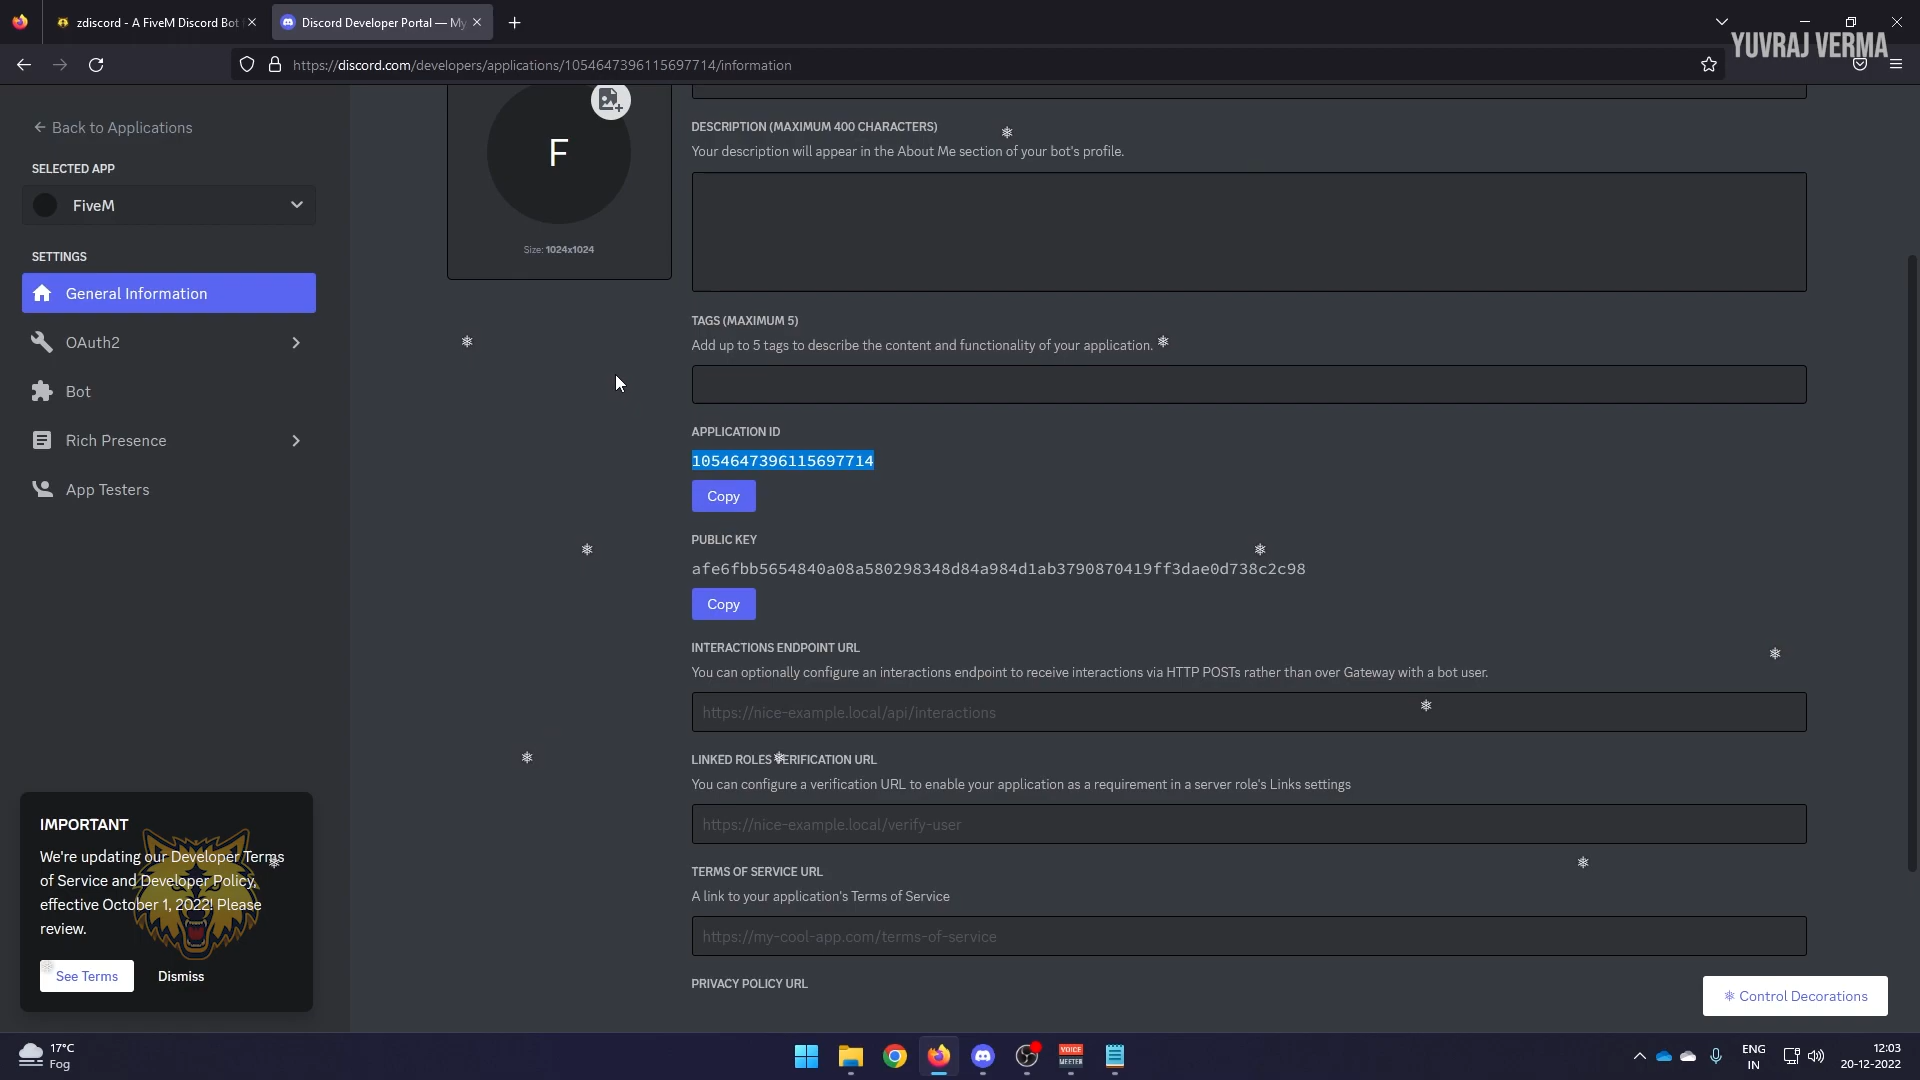 zdiscord - A FiveM Discord Bot
Discord Developer Portal — My
YUVRAJ VERMA
https://discord.com/developers/applications/1054647396115697714/information
Back to Applications
SELECTED APP
FiveM
SETTINGS
General Information
OAuth2
Bot
Rich Presence
App Testers
F
Size: 1024x1024
DESCRIPTION (MAXIMUM 400 CHARACTERS)
Your description will appear in the About Me section of your bot's profile.
TAGS (MAXIMUM 5)
Add up to 5 tags to describe the content and functionality of your application.
APPLICATION ID
1054647396115697714
Copy
PUBLIC KEY
afe6fbb5654840a08a580298348d84a984d1ab3790870419ff3dae0d738c2c98
Copy
INTERACTIONS ENDPOINT URL
You can optionally configure an interactions endpoint to receive interactions via HTTP POSTs rather than over Gateway with a bot user.
https://nice-example.local/api/interactions
LINKED ROLES VERIFICATION URL
You can configure a verification URL to enable your application as a requirement in a server role's Links settings
https://nice-example.local/verify-user
TERMS OF SERVICE URL
A link to your application's Terms of Service
https://my-cool-app.com/terms-of-service
PRIVACY POLICY URL
IMPORTANT
We're updating our Developer Terms
of Service and Developer Policy,
effective October 1, 2022! Please
review.
See Terms
Dismiss
Control Decorations
17°C
Fog
VOICE
MEETER
ENG
IN
12:03
20-12-2022